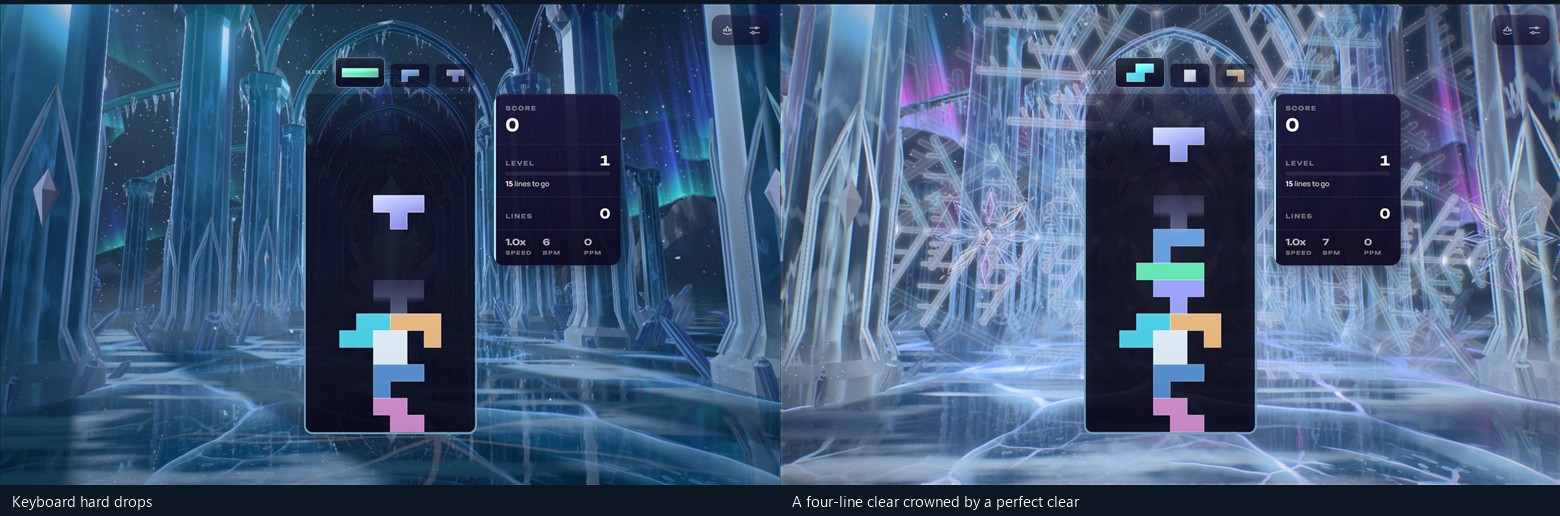 NEXT
SCORE
0
LEVEL
1
15 lines to go
LINES
0
1.0x
6
0
SPEED
BPM
PPM
Keyboard hard drops
NEXT
SCORE
0
LEVEL
1
15 lines to go
LINES
0
1.0x
7
0
SPEED
BPM
PPM
A four-line clear crowned by a perfect clear